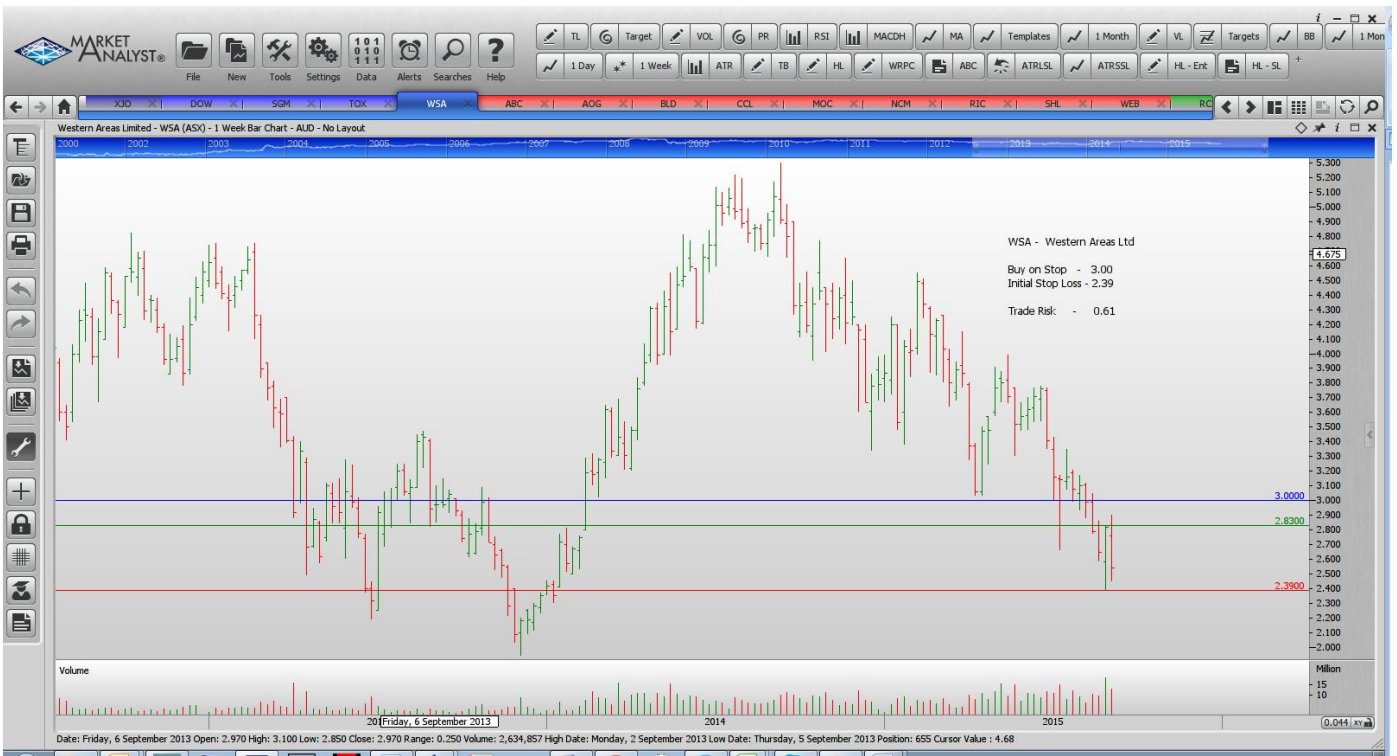 MARKET ANALYST®
File New Tools Settings Data Alerts Searches Help
TL Target VOL PR RSI MACDH MA Templates 1 Month VL Targets BB 1 Mon
1 Day 1 Week ATR TB HL WRPC ABC ATRLSL ATRSSL HL - Ent HL - SL +
XJO DOW SGM TOX WSA ABC AOG BLD CCL MOC NCM RIC SHL WEB RC
Western Areas Limited - WSA (ASX) - 1 Week Bar Chart - AUD - No Layout
2000 2002 2003 2004 2005 2006 2007 2008 2009 2010 2011 2012 2013 2014 2015
5.300
5.200
5.100
5.000
4.900
4.800
4.675
4.600
4.500
4.400
4.300
4.200
4.100
4.000
3.900
3.800
3.700
3.600
3.500
3.400
3.300
3.200
3.100
3.000
2.900
2.800
2.700
2.600
2.500
2.400
2.300
2.200
2.100
2.000
WSA - Western Areas Ltd
Buy on Stop - 3.00
Initial Stop Loss - 2.39
Trade Risk - 0.61
3.0000
2.8300
2.3900
Volume
Million
15
10
Friday, 6 September 2013
2014
2015
0.044 XY
Date: Friday, 6 September 2013 Open: 2.970 High: 3.100 Low: 2.850 Close: 2.970 Range: 0.250 Volume: 2,634,857 High Date: Monday, 2 September 2013 Low Date: Thursday, 5 September 2013 Position: 655 Cursor Value : 4.68